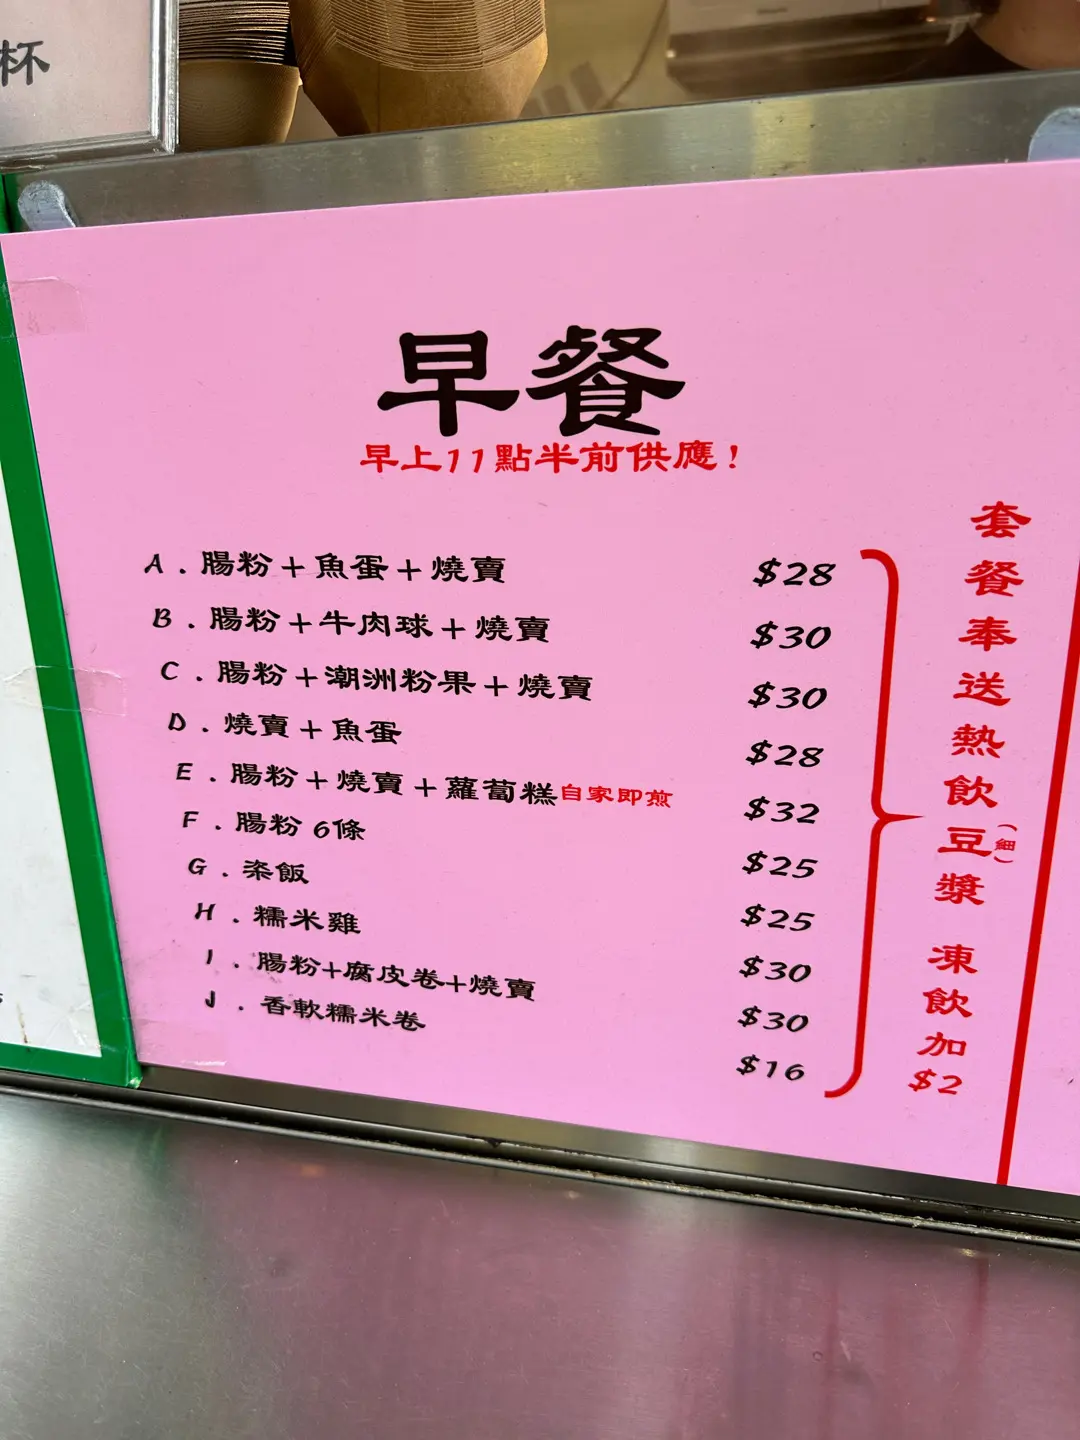 杯
早餐
早上11點半前供應！
A．腸粉＋魚蛋＋燒賣 $28
B．腸粉＋牛肉球＋燒賣 $30
C．腸粉＋潮洲粉果＋燒賣 $30
D．燒賣＋魚蛋 $28
E．腸粉＋燒賣＋蘿蔔糕自家即煎 $32
F．腸粉 6條 $25
G．粢飯 $25
H．糯米雞 $30
I．腸粉+腐皮卷+燒賣 $30
J．香軟糯米卷 $16
套餐奉送熱飲豆漿（細） 凍飲加$2